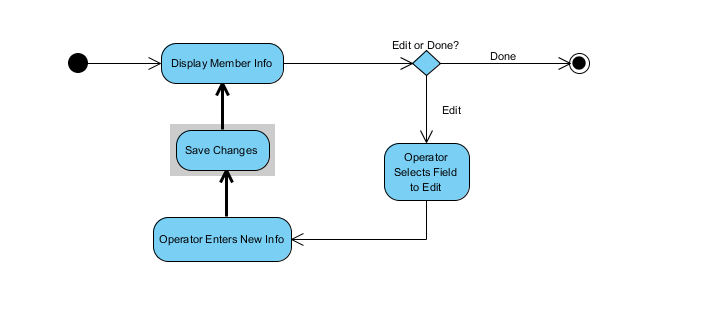 Edit or Done?
Display Member Info
Done
Edit
Save Changes
Operator
Selects Field
to Edit
Operator Enters New Info